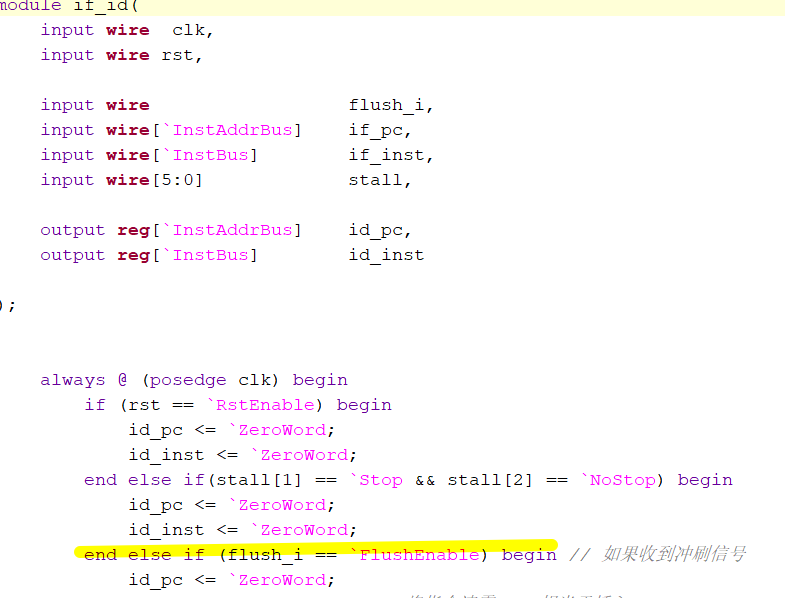 module if_id(
input wire clk,
input wire rst,
input wire flush_i,
input wire[`InstAddrBus] if_pc,
input wire[`InstBus] if_inst,
input wire[5:0] stall,
output reg[`InstAddrBus] id_pc,
output reg[`InstBus] id_inst
);
always @ (posedge clk) begin
if (rst == `RstEnable) begin
id_pc <= `ZeroWord;
id_inst <= `ZeroWord;
end else if(stall[1] == `Stop && stall[2] == `NoStop) begin
id_pc <= `ZeroWord;
id_inst <= `ZeroWord;
end else if (flush_i == `FlushEnable) begin // 如果收到冲刷信号
id_pc <= `ZeroWord;